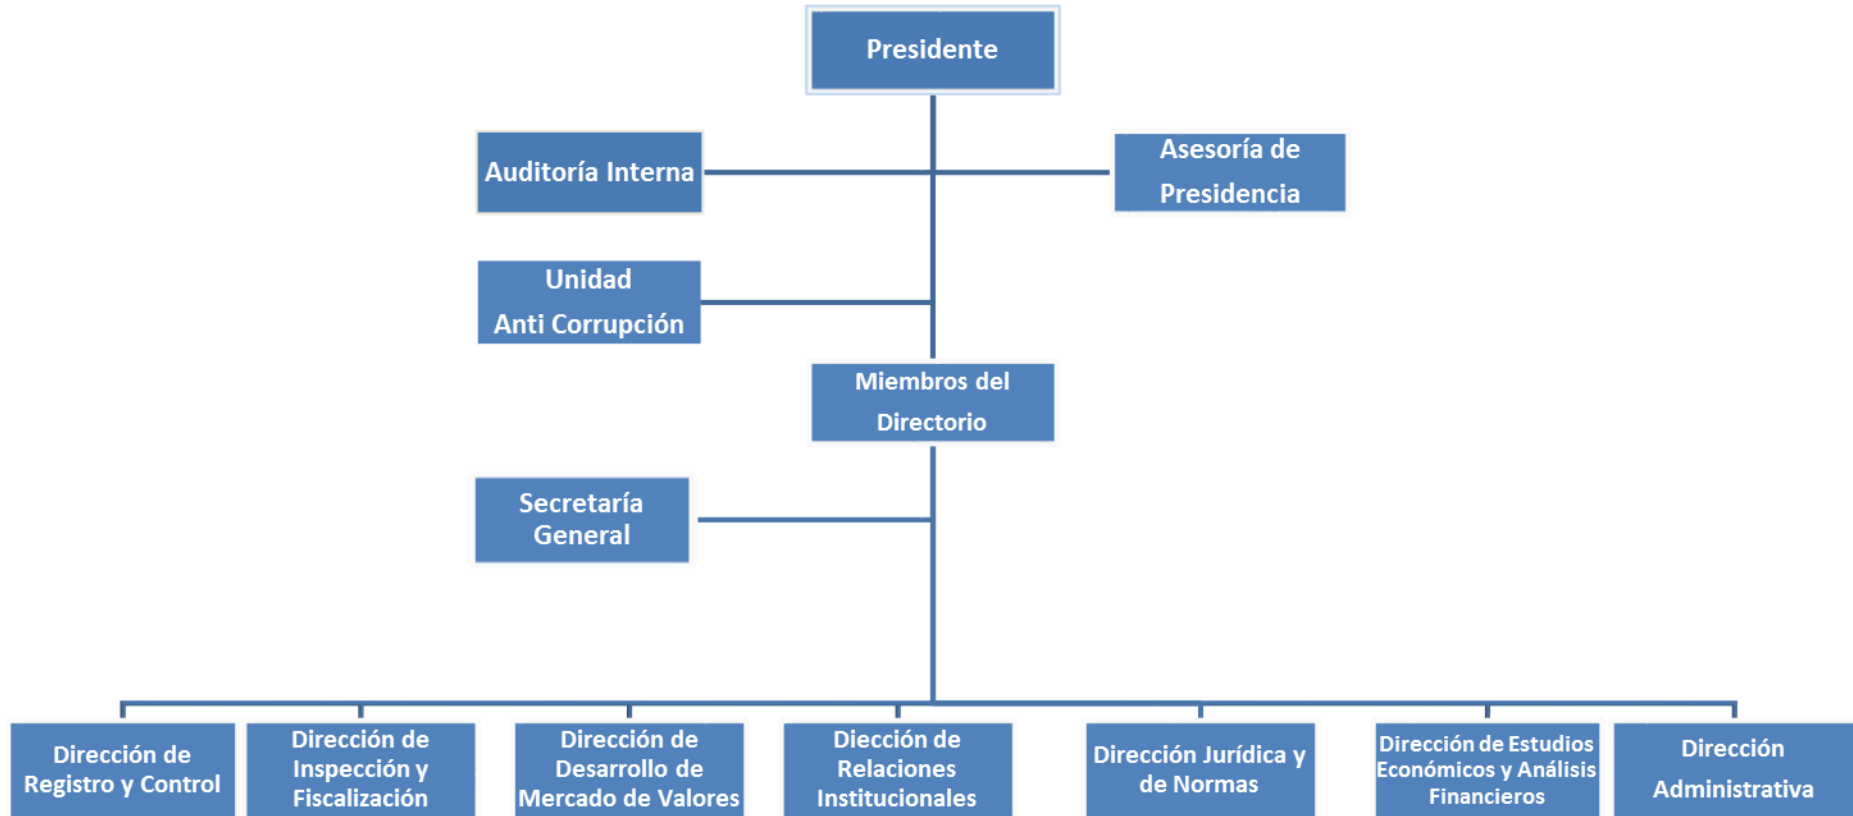 Presidente
Auditoría Interna
Asesoría de
Presidencia
Unidad
Anti Corrupción
Miembros del
Directorio
Secretaría
General
Dirección de
Registro y Control
Dirección de
Inspección y
Fiscalización
Dirección de
Desarrollo de
Mercado de Valores
Diección de
Relaciones
Institucionales
Dirección Jurídica y
de Normas
Dirección de Estudios
Económicos y Análisis
Financieros
Dirección
Administrativa